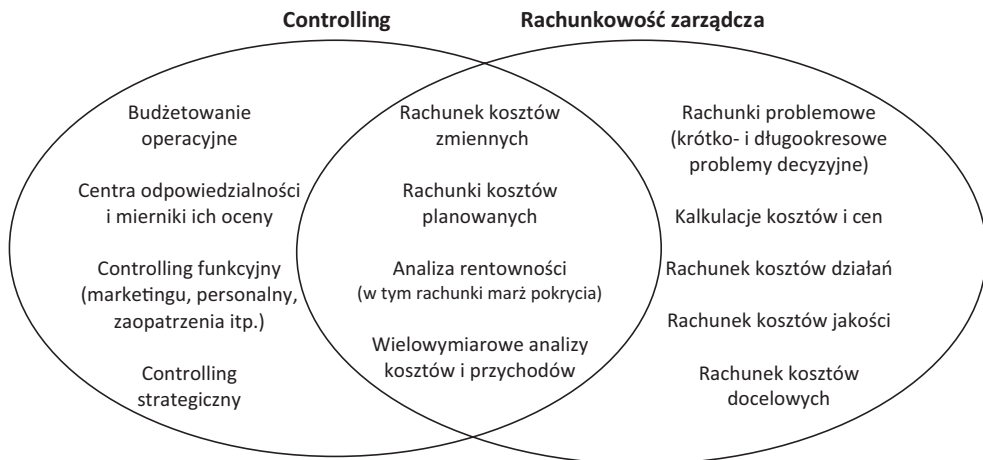 Controlling
Rachunkowość zarządcza
Budżetowanie
operacyjne
Centra odpowiedzialności
i mierniki ich oceny
Controlling funkcyjny
(marketingu, personalny,
zaopatrzenia itp.)
Controlling
strategiczny
Rachunek kosztów
zmiennych
Rachunki kosztów
planowanych
Analiza rentowności
(w tym rachunki marż pokrycia)
Wielowymiarowe analizy
kosztów i przychodów
Rachunki problemowe
(krótko- i długookresowe
problemy decyzyjne)
Kalkulacje kosztów i cen
Rachunek kosztów działań
Rachunek kosztów jakości
Rachunek kosztów
docelowych